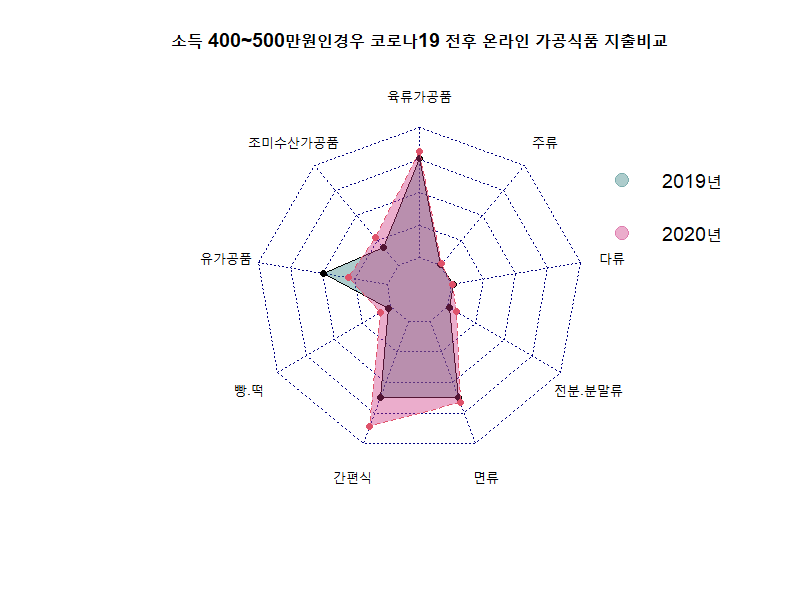 소득 400~500만원인경우 코로나19 전후 온라인 가공식품 지출비교
육류가공품
조미수산가공품
주류
2019년
2020년
유가공품
다류
빵.떡
전분.분말류
간편식
면류